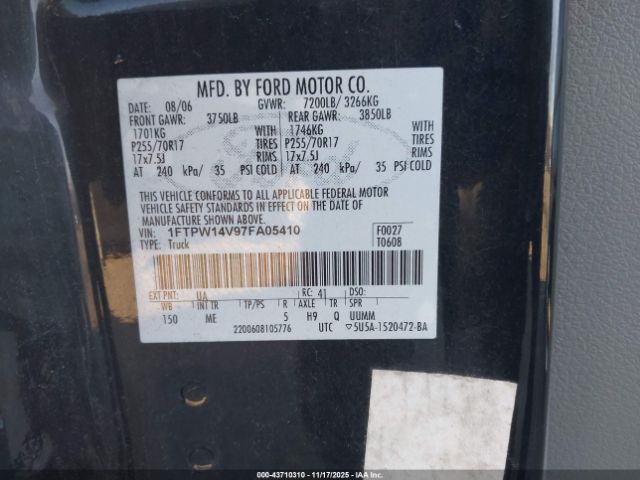 MFD. BY FORD MOTOR CO.
DATE: 08/06 GVWR: 7200LB/ 3266KG
FRONT GAWR: 3750LB REAR GAWR: 3850LB
1701KG WITH 1746KG WITH
P255/70R17 TIRES P255/70R17 TIRES
17x7.5J RIMS 17x7.5J RIMS
AT 240 kPa/ 35 PSI COLD AT 240 kPa/ 35 PSI COLD
THIS VEHICLE CONFORMS TO ALL APPLICABLE FEDERAL MOTOR
VEHICLE SAFETY STANDARDS IN EFFECT ON THE DATE OF
MANUFACTURE SHOWN ABOVE.
VIN: 1FTPW14V97FA05410 F0027
TYPE: Truck T0608
EXT PNT: UA RC: 41 DSO:
WB INT TR TP/PS R AXLE TR SPR
150 ME 5 H9 Q UUMM
2200608105776 UTC 5U5A-1520472-BA
000-43710310 - 11/17/2025 - IAAI.COM